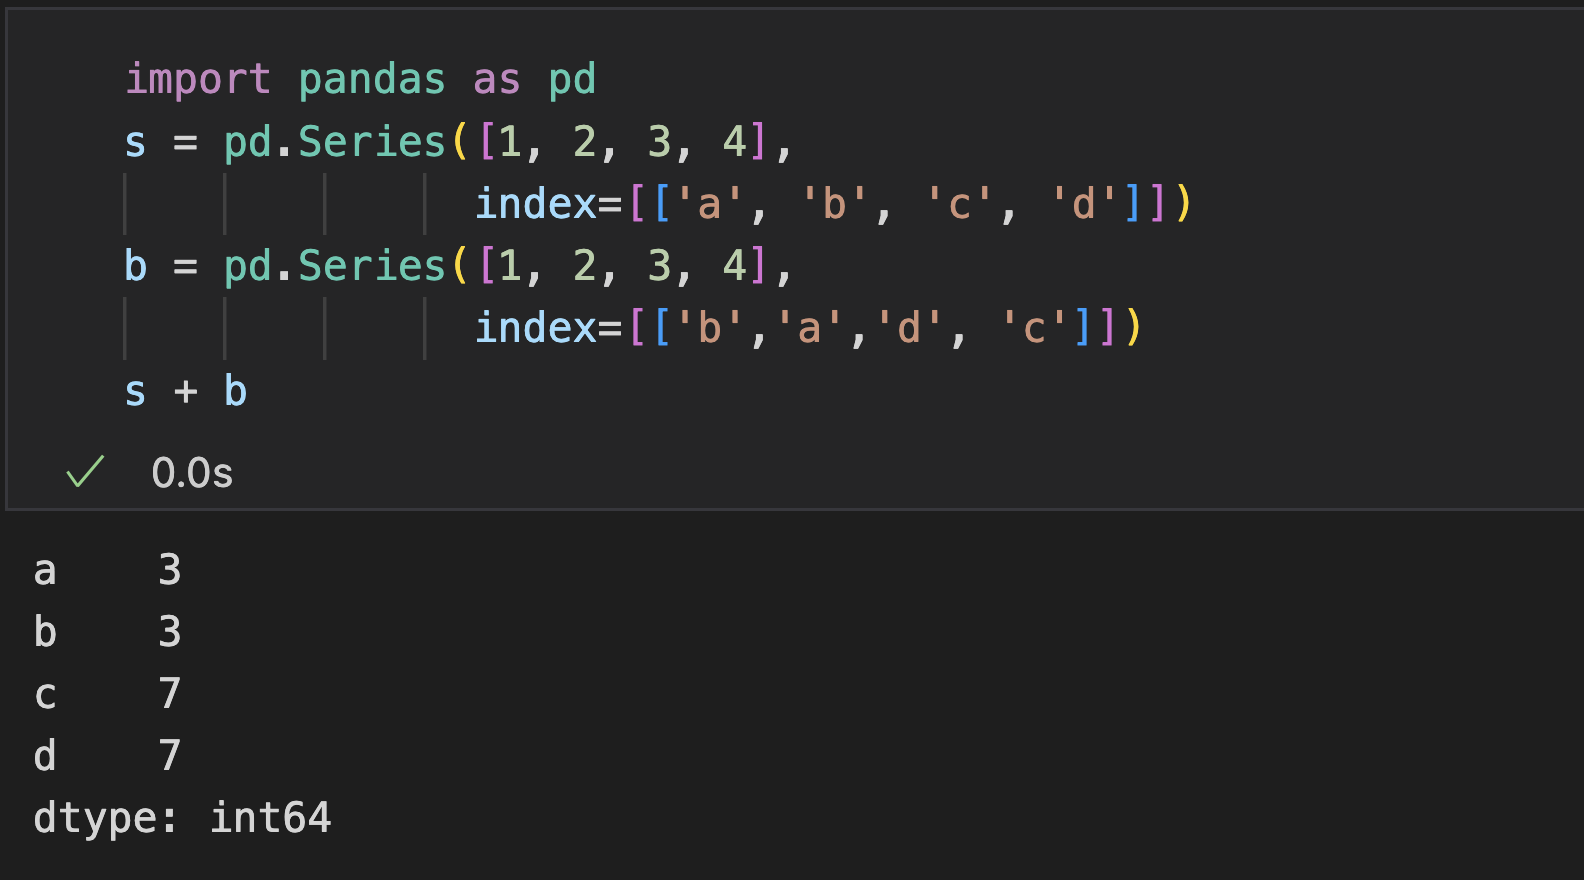 import pandas as pd
s = pd.Series([1, 2, 3, 4],
              index=[['a', 'b', 'c', 'd']])
b = pd.Series([1, 2, 3, 4],
              index=[['b','a','d', 'c']])
s + b
✓ 0.0s
a    3
b    3
c    7
d    7
dtype: int64